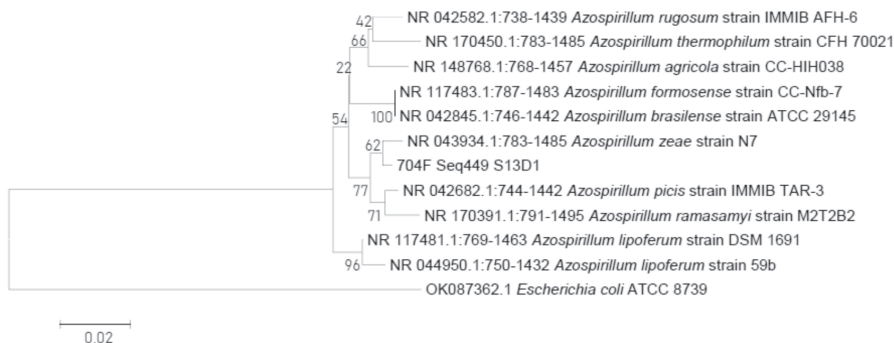 42
NR 042582.1:738-1439 Azospirillum rugosum strain IMMIB AFH-6
66
NR 170450.1:783-1485 Azospirillum thermophilum strain CFH 70021
22
NR 148768.1:768-1457 Azospirillum agricola strain CC-HIH038
NR 117483.1:787-1483 Azospirillum formosense strain CC-Nfb-7
54
100
NR 042845.1:746-1442 Azospirillum brasilense strain ATCC 29145
62
NR 043934.1:783-1485 Azospirillum zeae strain N7
704F Seq449 S13D1
77
NR 042682.1:744-1442 Azospirillum picis strain IMMIB TAR-3
71
NR 170391.1:791-1495 Azospirillum ramasamyi strain M2T2B2
NR 117481.1:769-1463 Azospirillum lipoferum strain DSM 1691
96
NR 044950.1:750-1432 Azospirillum lipoferum strain 59b
OK087362.1 Escherichia coli ATCC 8739
0.02